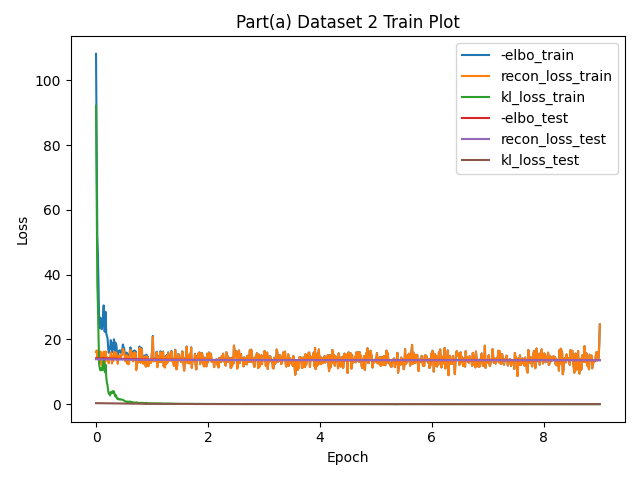 Part(a) Dataset 2 Train Plot
-elbo_train
recon_loss_train
kl_loss_train
-elbo_test
recon_loss_test
kl_loss_test
Loss
100
80
60
40
20
0
0 2 4 6 8
Epoch